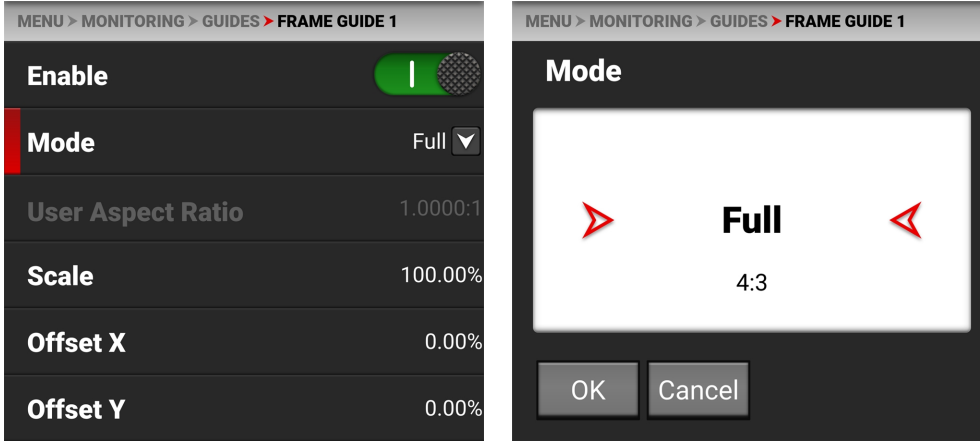 MENU > MONITORING > GUIDES > FRAME GUIDE 1
Enable
Mode Full
User Aspect Ratio 1.0000:1
Scale 100.00%
Offset X 0.00%
Offset Y 0.00%
MENU > MONITORING > GUIDES > FRAME GUIDE 1
Mode
Full
4:3
OK Cancel